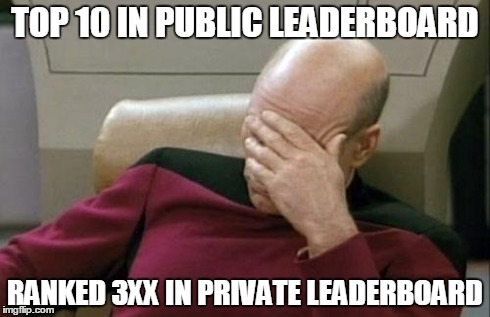 TOP 10 IN PUBLIC LEADERBOARD
RANKED 3XX IN PRIVATE LEADERBOARD
imgflip.com